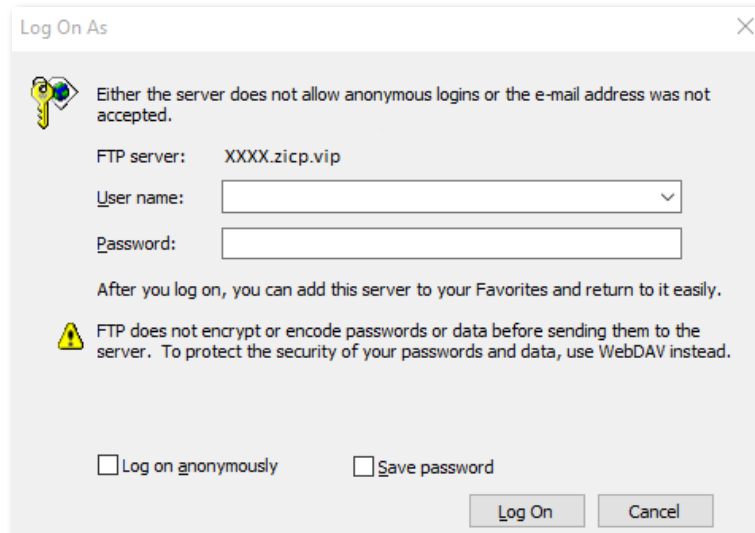 Log On As
Either the server does not allow anonymous logins or the e-mail address was not
accepted.
FTP server: XXXX.zicp.vip
User name:
Password:
After you log on, you can add this server to your Favorites and return to it easily.
FTP does not encrypt or encode passwords or data before sending them to the
server. To protect the security of your passwords and data, use WebDAV instead.
Log on anonymously Save password
Log On Cancel